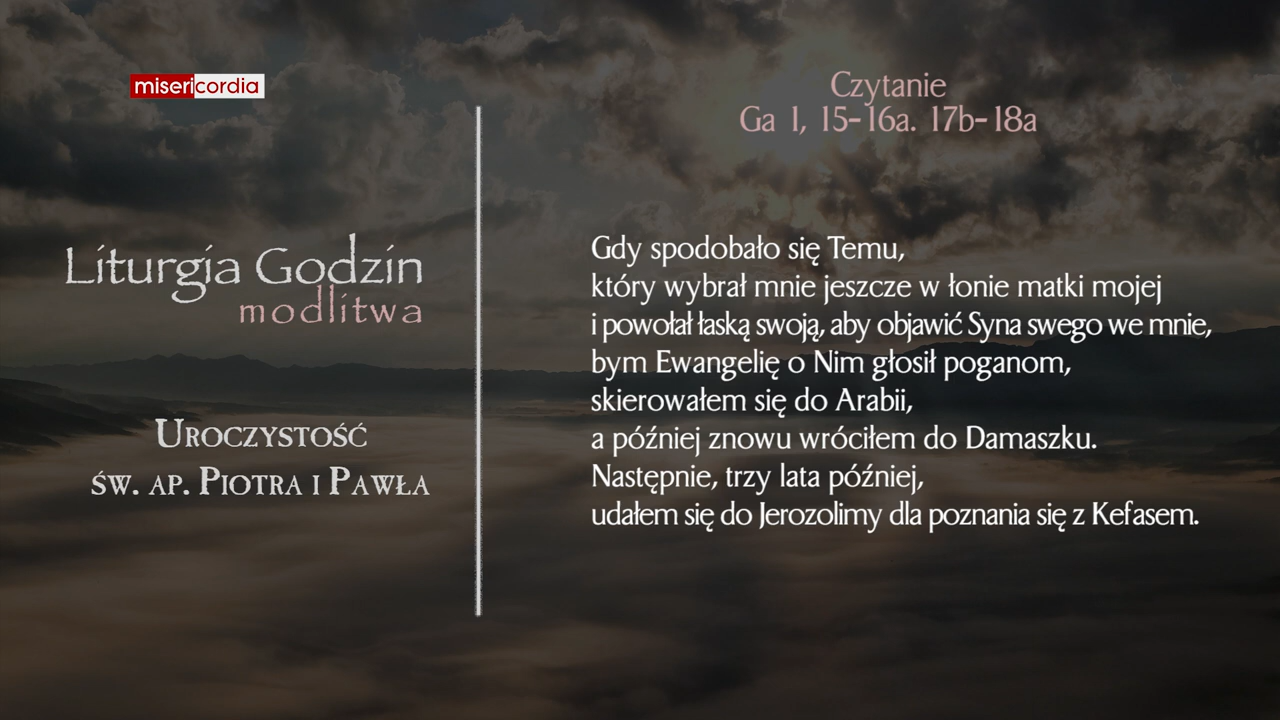 misericordia
Liturgia Godzin
modlitwa
Uroczystość
św. ap. Piotra i Pawła
Czytanie
Ga 1, 15-16a. 17b-18a
Gdy spodobało się Temu,
który wybrał mnie jeszcze w łonie matki mojej
i powołał łaską swoją, aby objawić Syna swego we mnie,
bym Ewangelię o Nim głosił poganom,
skierowałem się do Arabii,
a później znowu wróciłem do Damaszku.
Następnie, trzy lata później,
udałem się do Jerozolimy dla poznania się z Kefasem.